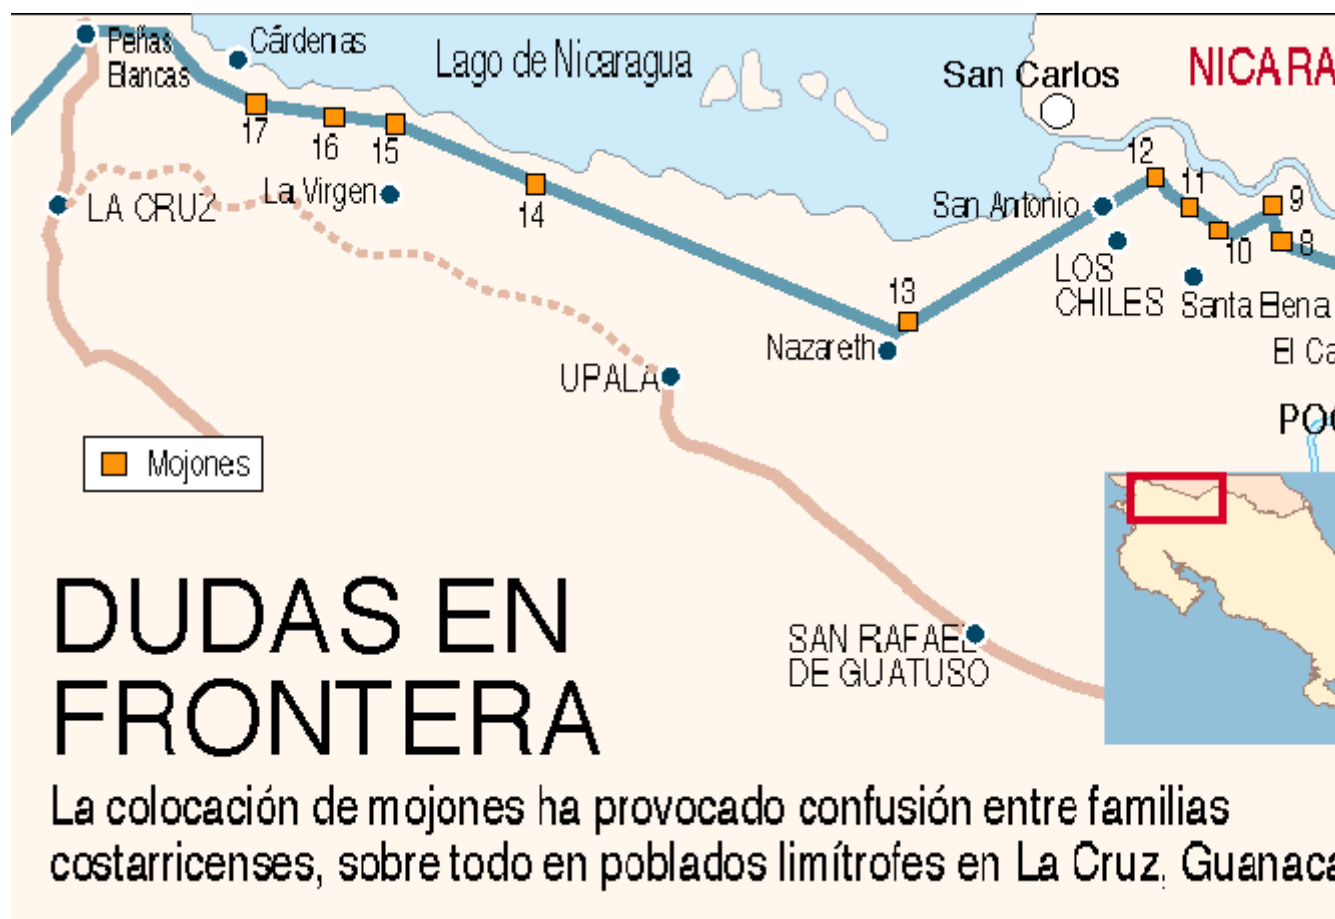 Peñas
Blancas
Cárdenas
Lago de Nicaragua
San Carlos
NICARA
17
16
15
14
12
11
9
10
8
La Virgen
LA CRUZ
San Antonio
LOS
CHILES
Santa Elena
13
Nazareth
El Ca
UPALA
POC
Mojones
SAN RAFAEL
DE GUATUSO
DUDAS EN
FRONTERA
La colocación de mojones ha provocado confusión entre familias
costarricenses, sobre todo en poblados limítrofes en La Cruz, Guanaca